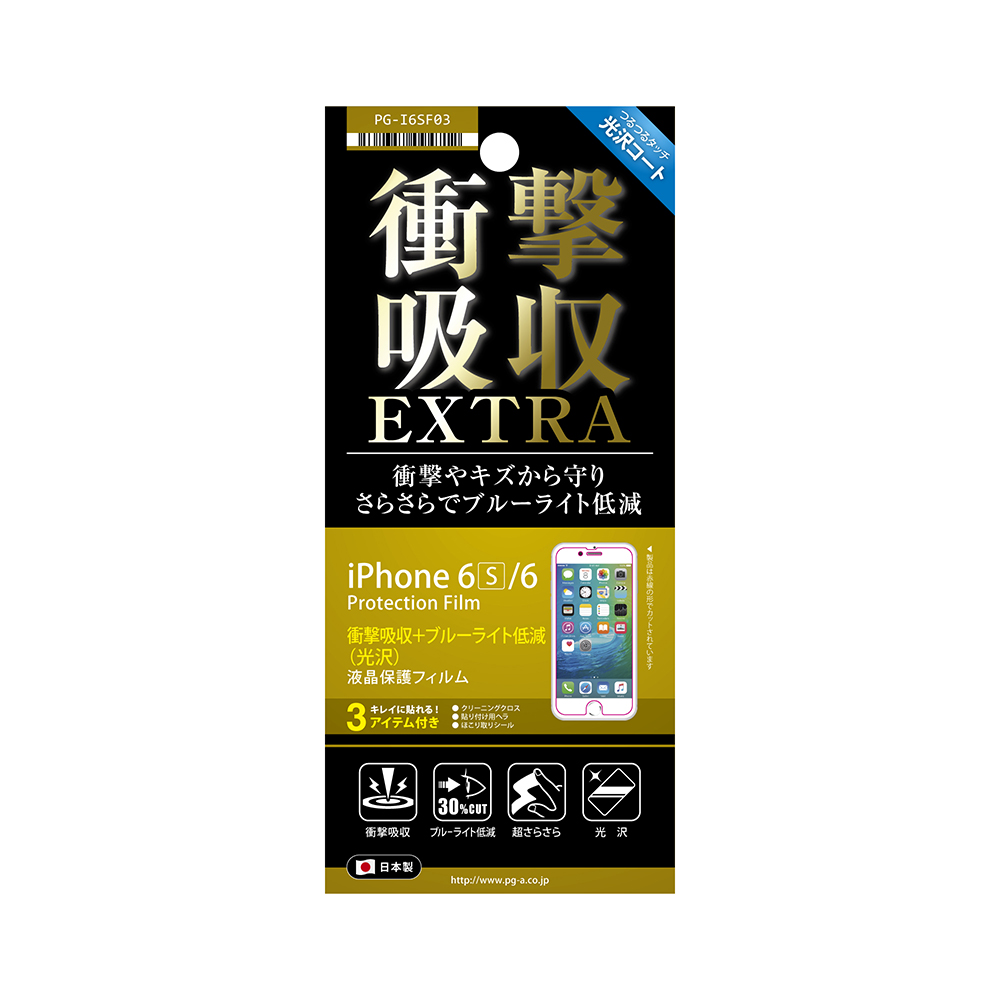 PG-I6SF03
つるつるタッチ
光沢コート
衝撃
吸収
EXTRA
衝撃やキズから守り
さらさらでブルーライト低減
iPhone 6S/6
Protection Film
衝撃吸収+ブルーライト低減
(光沢)
液晶保護フィルム
◀製品は赤線の形でカットされています
3 キレイに貼れる!
アイテム付き
●クリーニングクロス
●貼り付け用ヘラ
●ほこり取りシール
30%CUT
衝撃吸収
ブルーライト低減
超さらさら
光 沢
日本製
http://www.pg-a.co.jp